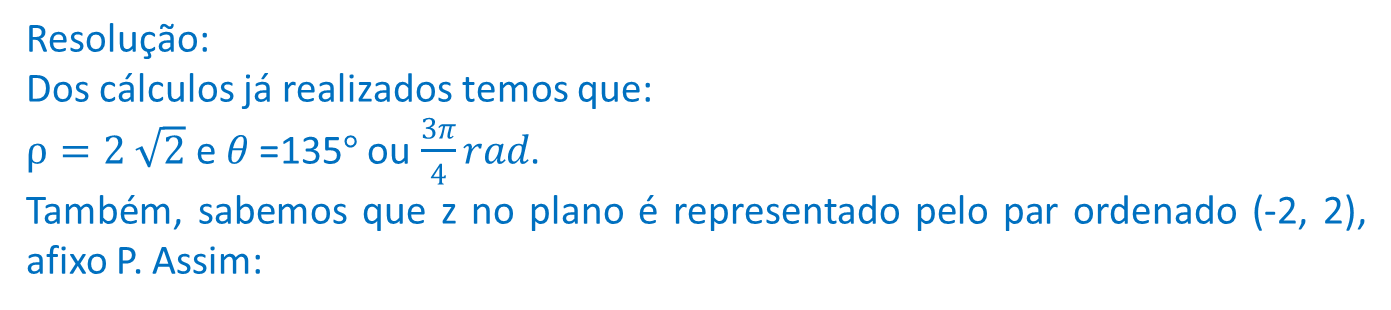 Resolução:
Dos cálculos já realizados temos que:
ρ = 2 √2 e θ =135° ou 3π/4 rad.
Também, sabemos que z no plano é representado pelo par ordenado (-2, 2),
afixo P. Assim: